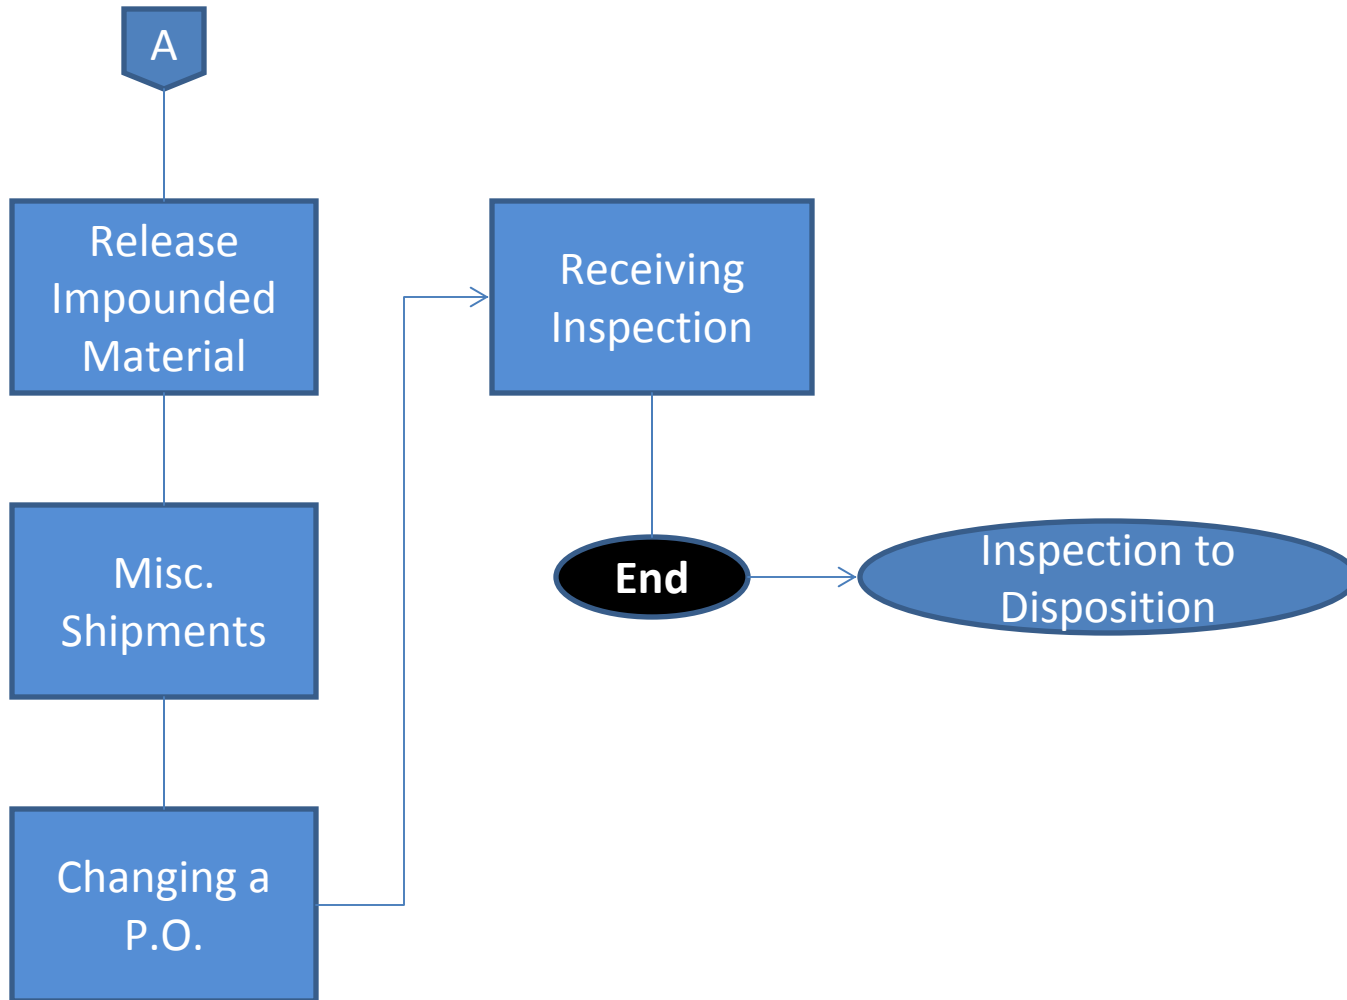 A
Release
Impounded
Material
Misc.
Shipments
Changing a
P.O.
Receiving
Inspection
End
Inspection to
Disposition